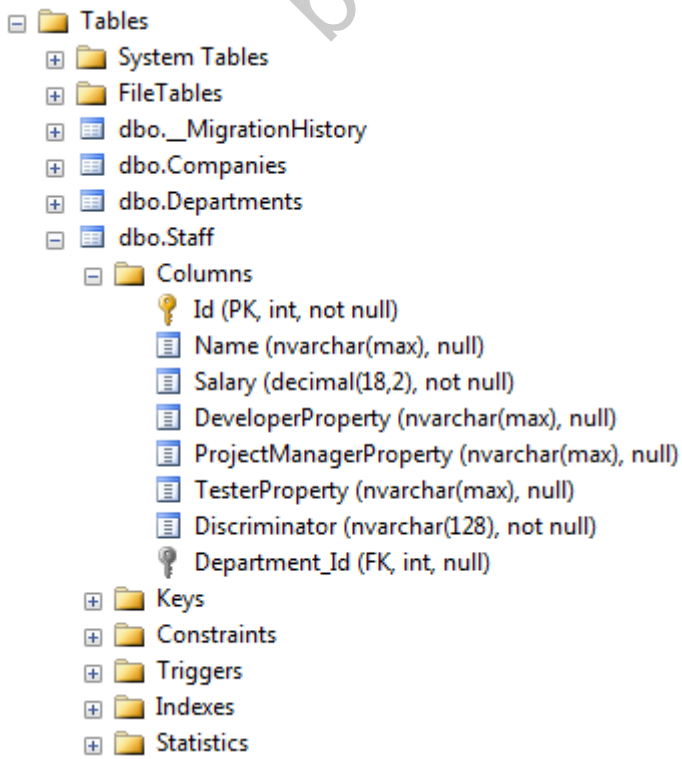 Tables
System Tables
FileTables
dbo.__MigrationHistory
dbo.Companies
dbo.Departments
dbo.Staff
Columns
Id (PK, int, not null)
Name (nvarchar(max), null)
Salary (decimal(18,2), not null)
DeveloperProperty (nvarchar(max), null)
ProjectManagerProperty (nvarchar(max), null)
TesterProperty (nvarchar(max), null)
Discriminator (nvarchar(128), not null)
Department_Id (FK, int, null)
Keys
Constraints
Triggers
Indexes
Statistics